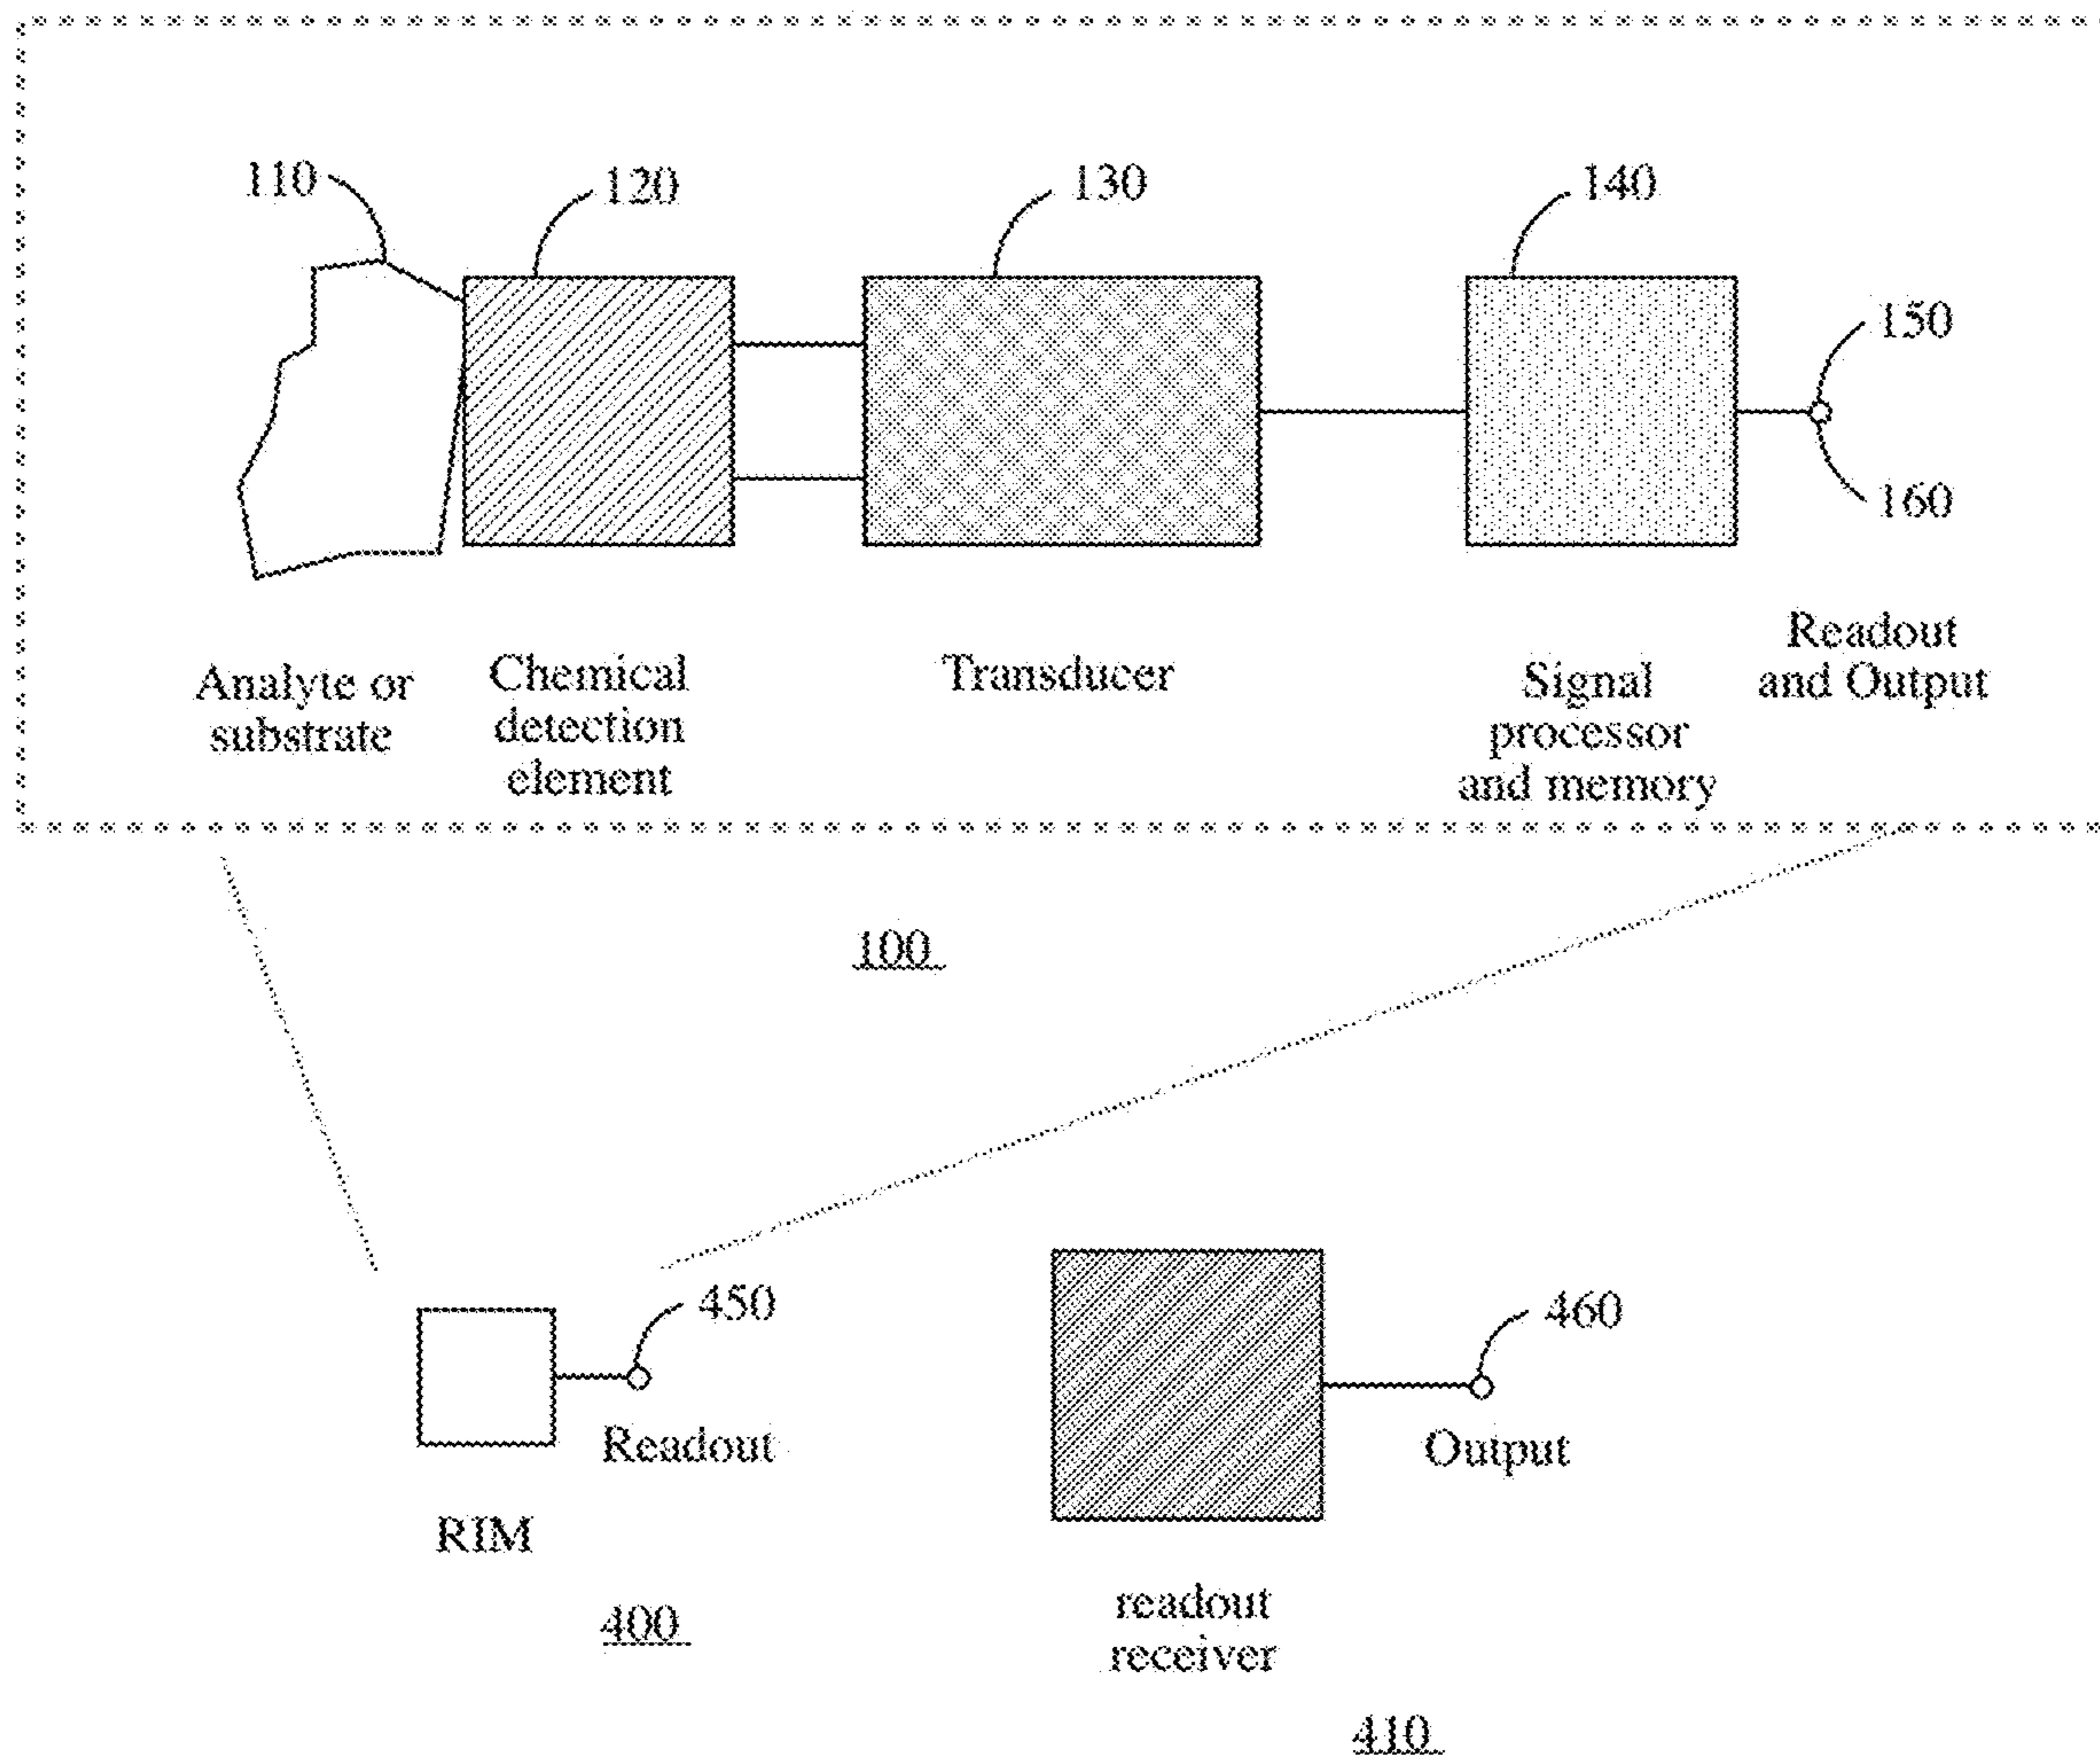 110
120
130
140
150
160
Analyte or
substrate
Chemical
detection
element
Transducer
Signal
processor
and memory
Readout
and Output
100
450
Readout
RIM
400
460
Output
readout
receiver
410